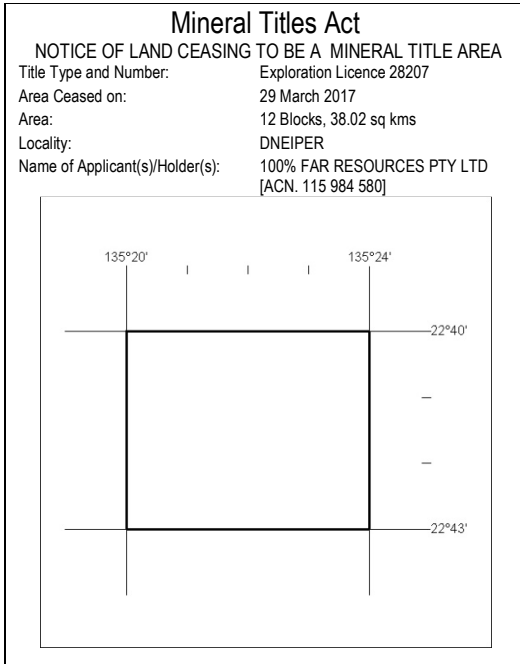 Mineral Titles Act
NOTICE OF LAND CEASING TO BE A MINERAL TITLE AREA
Title Type and Number: Exploration Licence 28207
Area Ceased on: 29 March 2017
Area: 12 Blocks, 38.02 sq kms
Locality: DNEIPER
Name of Applicant(s)/Holder(s): 100% FAR RESOURCES PTY LTD
[ACN. 115 984 580]
135°20' 135°24'
22°40'
22°43'